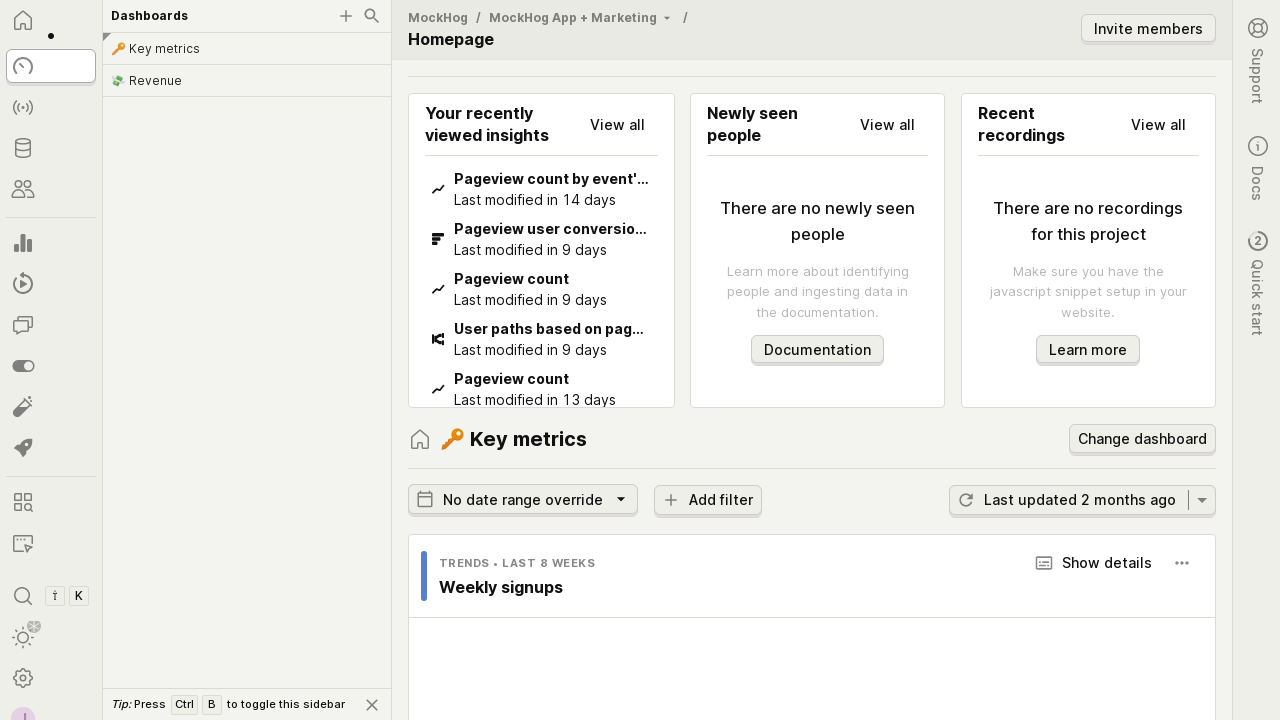 Dashboards
🔑 Key metrics
💸 Revenue
K
Tip: Press Ctrl B to toggle this sidebar
MockHog / MockHog App + Marketing /
Homepage
Invite members
Your recently
viewed insights
View all
Pageview count by event'...
Last modified in 14 days
Pageview user conversio...
Last modified in 9 days
Pageview count
Last modified in 9 days
User paths based on pag...
Last modified in 9 days
Pageview count
Last modified in 13 days
Newly seen
people
View all
There are no newly seen
people
Learn more about identifying
people and ingesting data in
the documentation.
Documentation
Recent
recordings
View all
There are no recordings
for this project
Make sure you have the
javascript snippet setup in your
website.
Learn more
🔑 Key metrics
Change dashboard
No date range override
Add filter
Last updated 2 months ago
TRENDS • LAST 8 WEEKS
Weekly signups
Show details
Support
Docs
2
Quick start